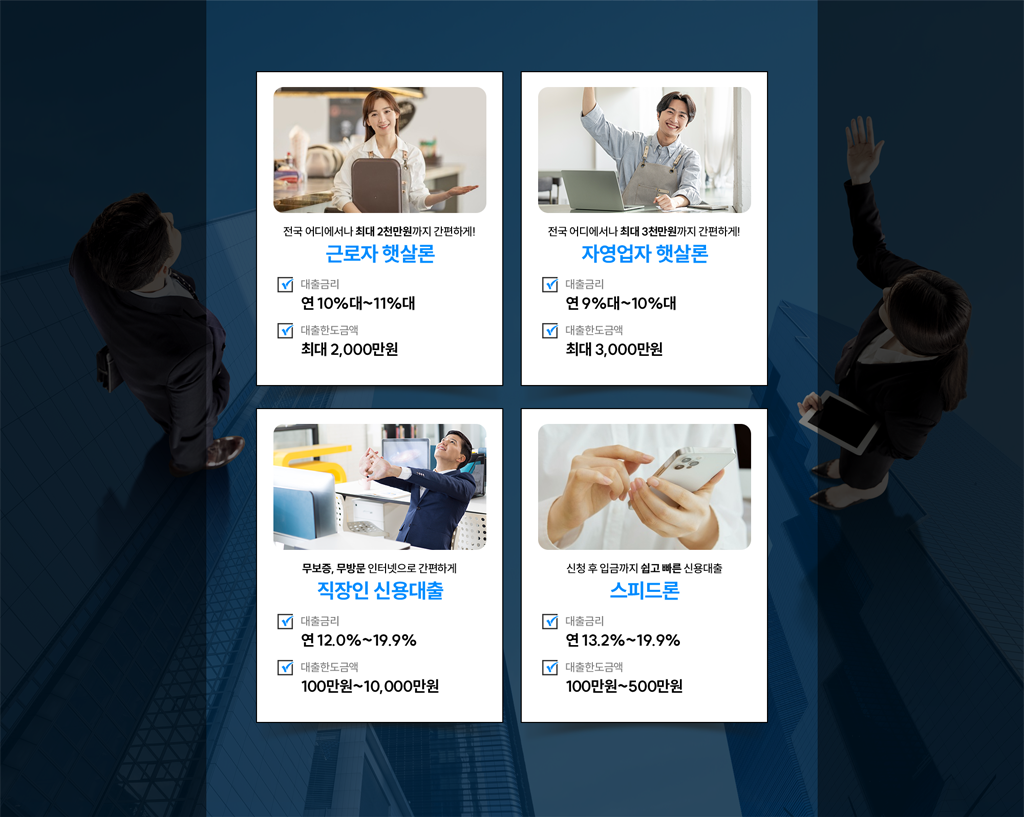 전국 어디에서나 최대 2천만원까지 간편하게!
근로자 햇살론
대출금리
연 10%대~11%대
대출한도금액
최대 2,000만원
전국 어디에서나 최대 3천만원까지 간편하게!
자영업자 햇살론
대출금리
연 9%대~10%대
대출한도금액
최대 3,000만원
무보증, 무방문 인터넷으로 간편하게
직장인 신용대출
대출금리
연 12.0%~19.9%
대출한도금액
100만원~10,000만원
신청 후 입금까지 쉽고 빠른 신용대출
스피드론
대출금리
연 13.2%~19.9%
대출한도금액
100만원~500만원